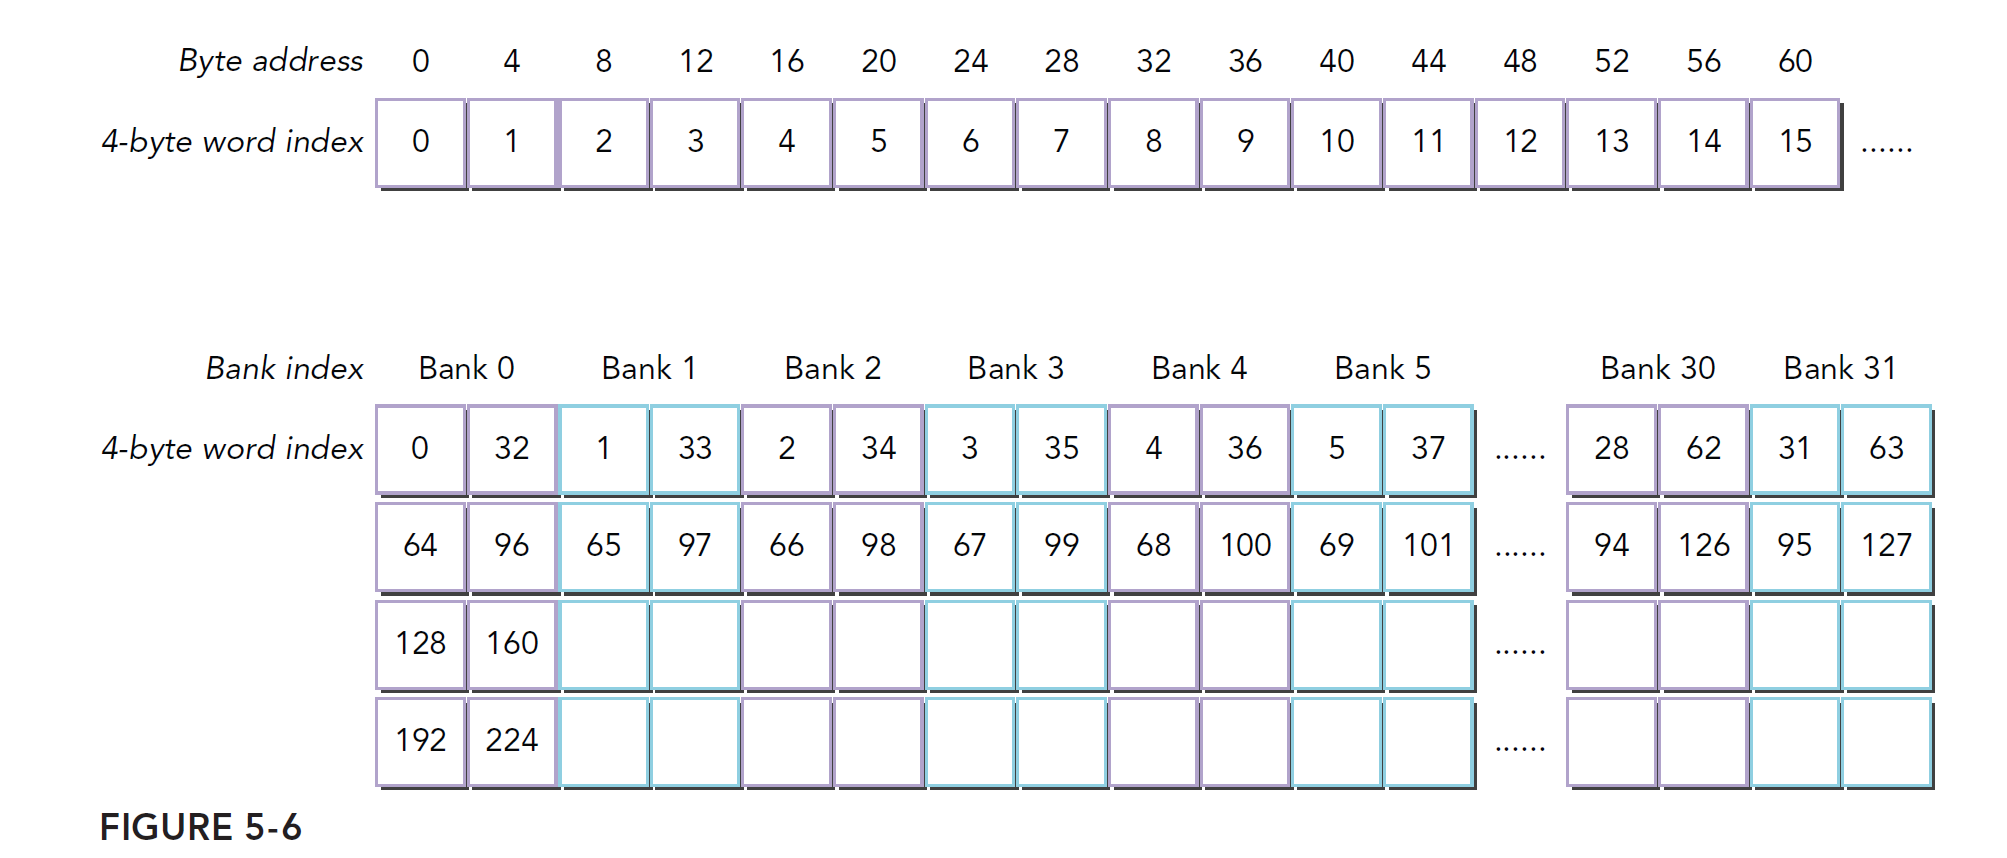 Byte address 0 4 8 12 16 20 24 28 32 36 40 44 48 52 56 60
4-byte word index 0 1 2 3 4 5 6 7 8 9 10 11 12 13 14 15 ......
Bank index Bank 0 Bank 1 Bank 2 Bank 3 Bank 4 Bank 5 Bank 30 Bank 31
4-byte word index 0 32 1 33 2 34 3 35 4 36 5 37 ...... 28 62 31 63
64 96 65 97 66 98 67 99 68 100 69 101 ...... 94 126 95 127
128 160 ......
192 224 ......
FIGURE 5-6